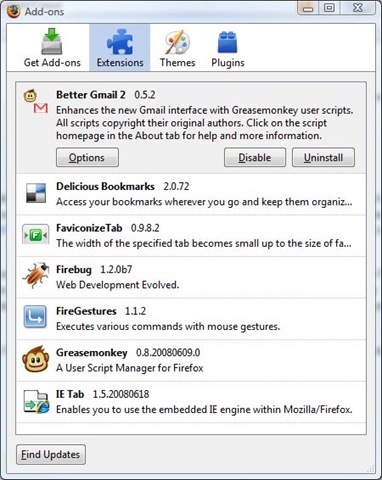 Add-ons
Get Add-ons Extensions Themes Plugins
Better Gmail 2 0.5.2
Enhances the new Gmail interface with Greasemonkey user scripts.
All scripts copyright their original authors. Click on the script
homepage in the About tab for help and more information.
Options Disable Uninstall
Delicious Bookmarks 2.0.72
Access your bookmarks wherever you go and keep them organiz...
FaviconizeTab 0.9.8.2
The width of the specified tab becomes small up to the size of fa...
Firebug 1.2.0b7
Web Development Evolved.
FireGestures 1.1.2
Executes various commands with mouse gestures.
Greasemonkey 0.8.20080609.0
A User Script Manager for Firefox
IE Tab 1.5.20080618
Enables you to use the embedded IE engine within Mozilla/Firefox.
Find Updates